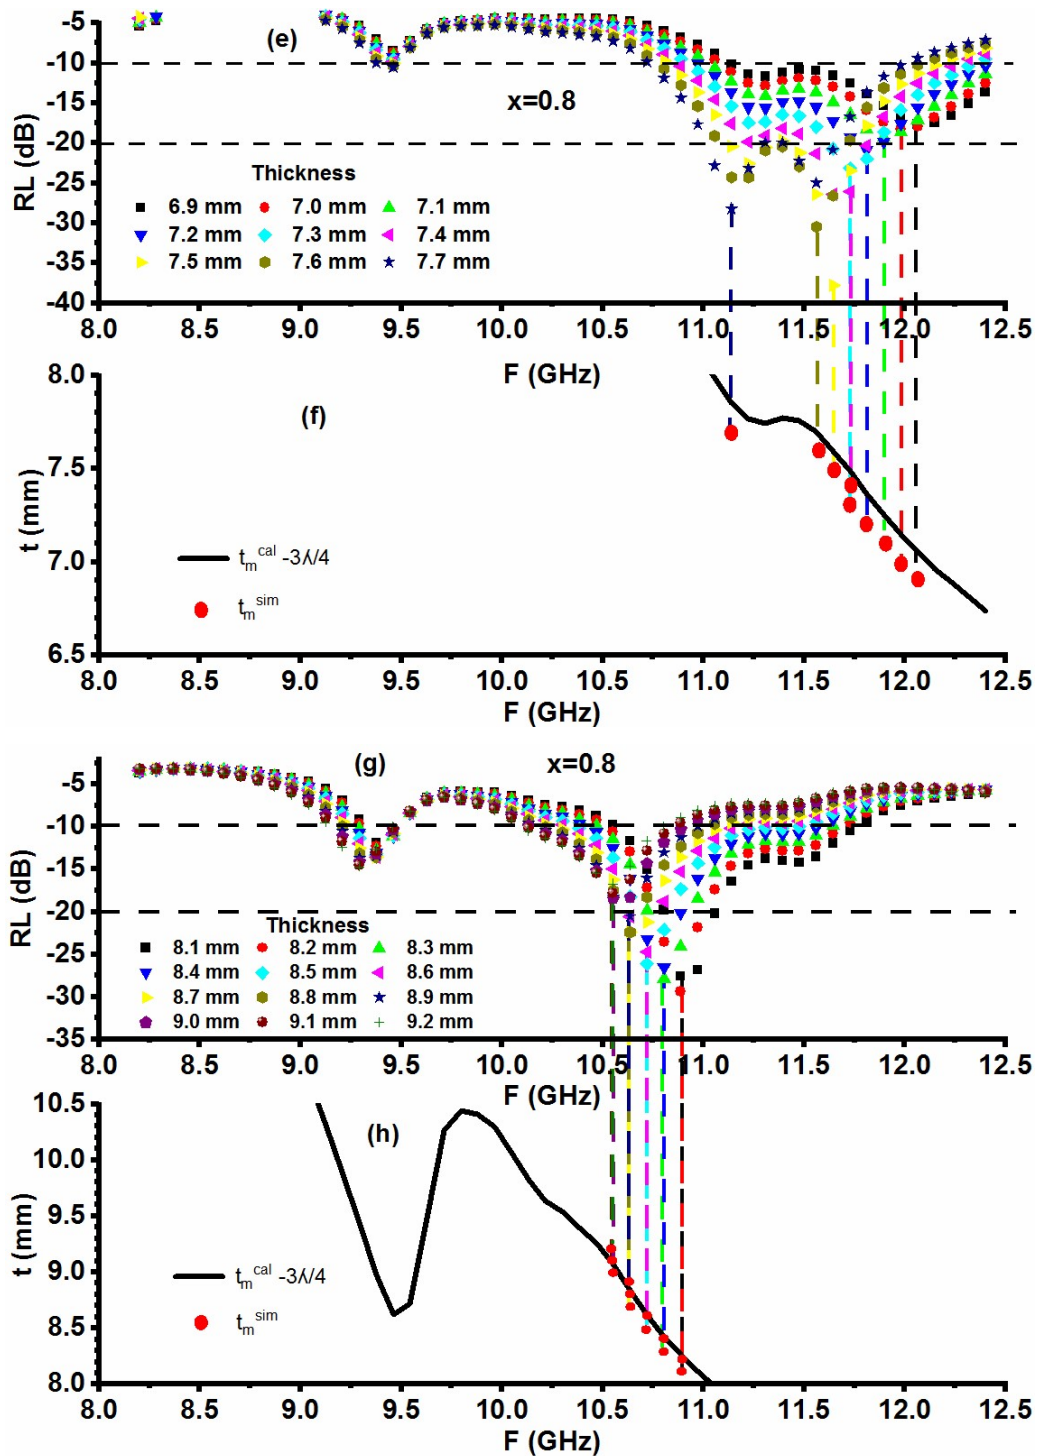 (e)
-5
-10
x=0.8
-15
-20
RL (dB)
Thickness
-25
6.9 mm 7.0 mm 7.1 mm
-30
7.2 mm 7.3 mm 7.4 mm
-35
7.5 mm 7.6 mm 7.7 mm
-40
8.0 8.5 9.0 9.5 10.0 10.5 11.0 11.5 12.0 12.5
F (GHz)
8.0
(f)
7.5
t (mm)
7.0
tₘᶜᵃˡ -3Λ/4
tₘˢⁱᵐ
6.5
8.0 8.5 9.0 9.5 10.0 10.5 11.0 11.5 12.0 12.5
F (GHz)
(g)
x=0.8
-5
-10
-15
RL (dB)
-20
Thickness
8.1 mm 8.2 mm 8.3 mm
-25
8.4 mm 8.5 mm 8.6 mm
-30
8.7 mm 8.8 mm 8.9 mm
9.0 mm 9.1 mm 9.2 mm
-35
8.0 8.5 9.0 9.5 10.0 10.5 11.0 11.5 12.0 12.5
F (GHz)
10.5
(h)
10.0
9.5
t (mm)
9.0
tₘᶜᵃˡ -3Λ/4
8.5
tₘˢⁱᵐ
8.0
8.0 8.5 9.0 9.5 10.0 10.5 11.0 11.5 12.0 12.5
F (GHz)